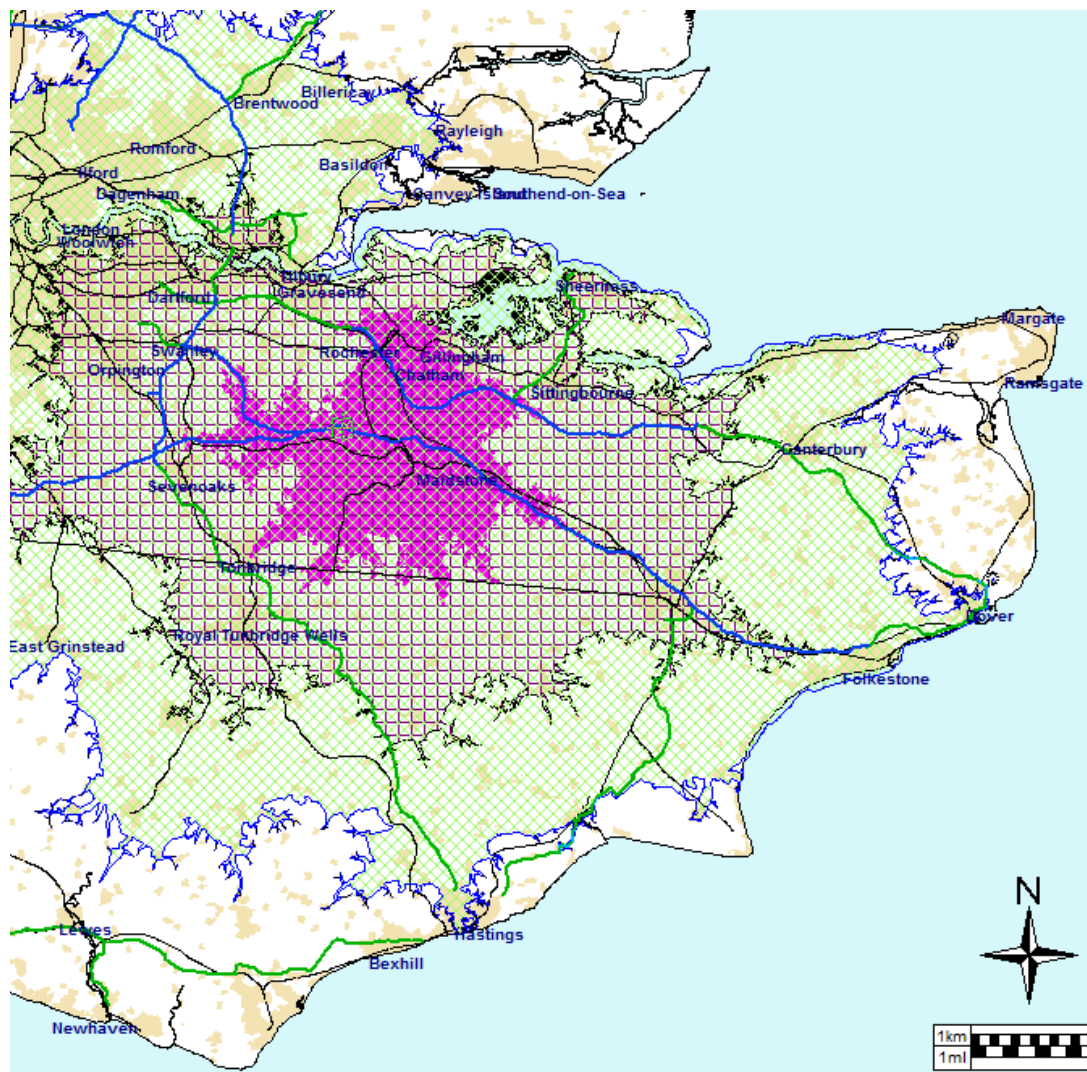 Billericay
Brentwood
Rayleigh
Romford
Basildon
Ilford
Dagenham
Canvey Island
Southend-on-Sea
London
Woolwich
Tilbury
Sheerness
Gravesend
Dartford
Margate
Swanley
Rochester
Gillingham
Orpington
Chatham
Ramsgate
Sittingbourne
Canterbury
Maidstone
Sevenoaks
Tonbridge
Dover
Royal Tunbridge Wells
East Grinstead
Folkestone
N
Lewes
Hastings
Bexhill
Newhaven
1km
1ml